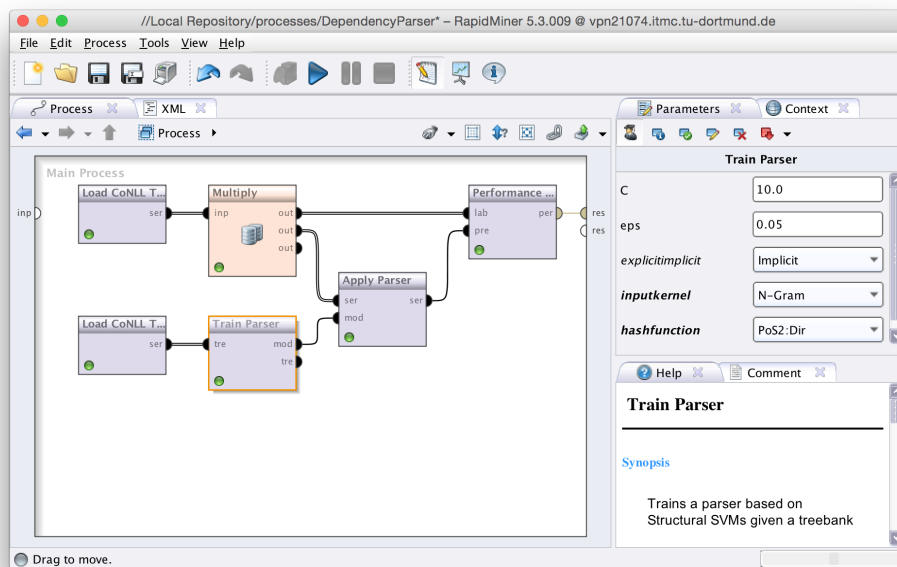 //Local Repository/processes/DependencyParser* – RapidMiner 5.3.009 @ vpn21074.itmc.tu-dortmund.de
File Edit Process Tools View Help
Process XML
Process
Main Process
inp
Load CoNLL T...
ser
Multiply
inp out
out
out
Performance ...
lab per
pre
res
res
Apply Parser
ser ser
mod
Load CoNLL T...
ser
Train Parser
tre mod
tre
Parameters Context
Train Parser
C 10.0
eps 0.05
explicitimplicit Implicit
inputkernel N-Gram
hashfunction PoS2:Dir
Help Comment
Train Parser
Synopsis
Trains a parser based on
Structural SVMs given a treebank
Drag to move.